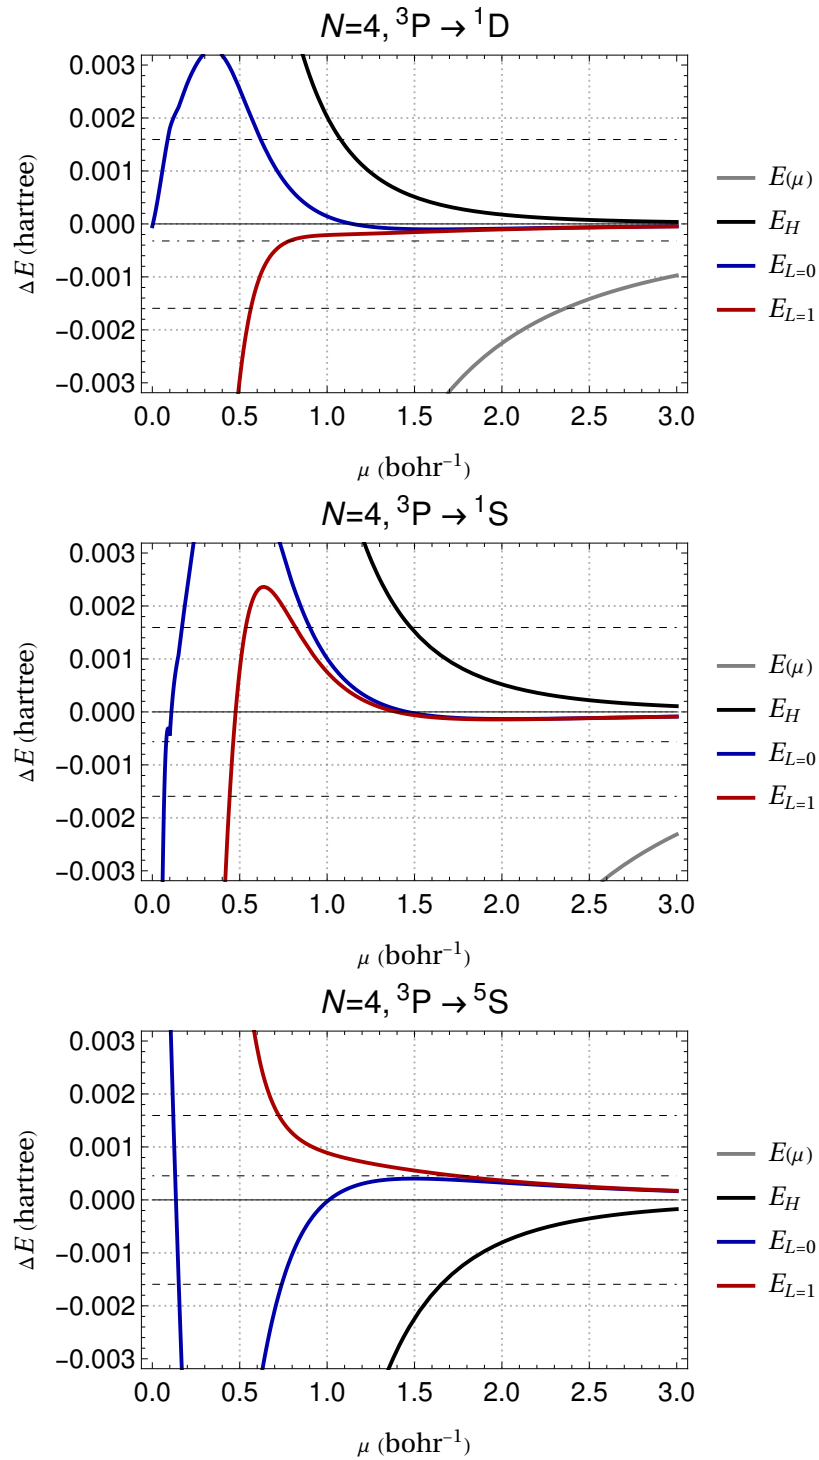 N=4, ³P → ¹D
0.003
0.002
0.001
0.000
−0.001
−0.002
−0.003
ΔE (hartree)
0.0 0.5 1.0 1.5 2.0 2.5 3.0
μ (bohr⁻¹)
E(μ)
E_H
E_{L=0}
E_{L=1}
N=4, ³P → ¹S
0.003
0.002
0.001
0.000
−0.001
−0.002
−0.003
ΔE (hartree)
0.0 0.5 1.0 1.5 2.0 2.5 3.0
μ (bohr⁻¹)
E(μ)
E_H
E_{L=0}
E_{L=1}
N=4, ³P → ⁵S
0.003
0.002
0.001
0.000
−0.001
−0.002
−0.003
ΔE (hartree)
0.0 0.5 1.0 1.5 2.0 2.5 3.0
μ (bohr⁻¹)
E(μ)
E_H
E_{L=0}
E_{L=1}